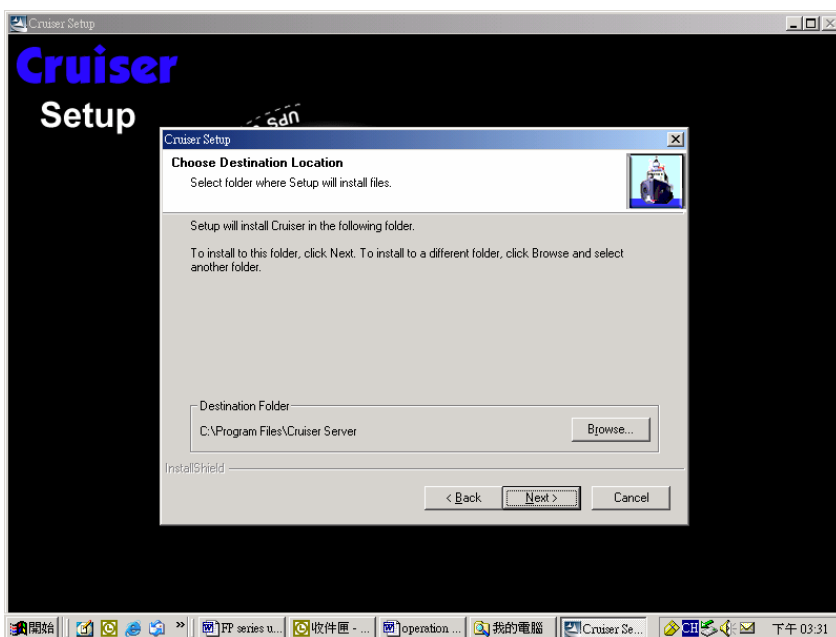 Cruiser Setup
Cruiser
Setup
UPS
Cruiser Setup
Choose Destination Location
Select folder where Setup will install files.
Setup will install Cruiser in the following folder.
To install to this folder, click Next. To install to a different folder, click Browse and select
another folder.
Destination Folder
C:\Program Files\Cruiser Server
Browse...
InstallShield
< Back
Next >
Cancel
開始
»
FP series u...
收件匣 - ...
operation ...
我的電腦
Cruiser Se...
CH
下午 03:31